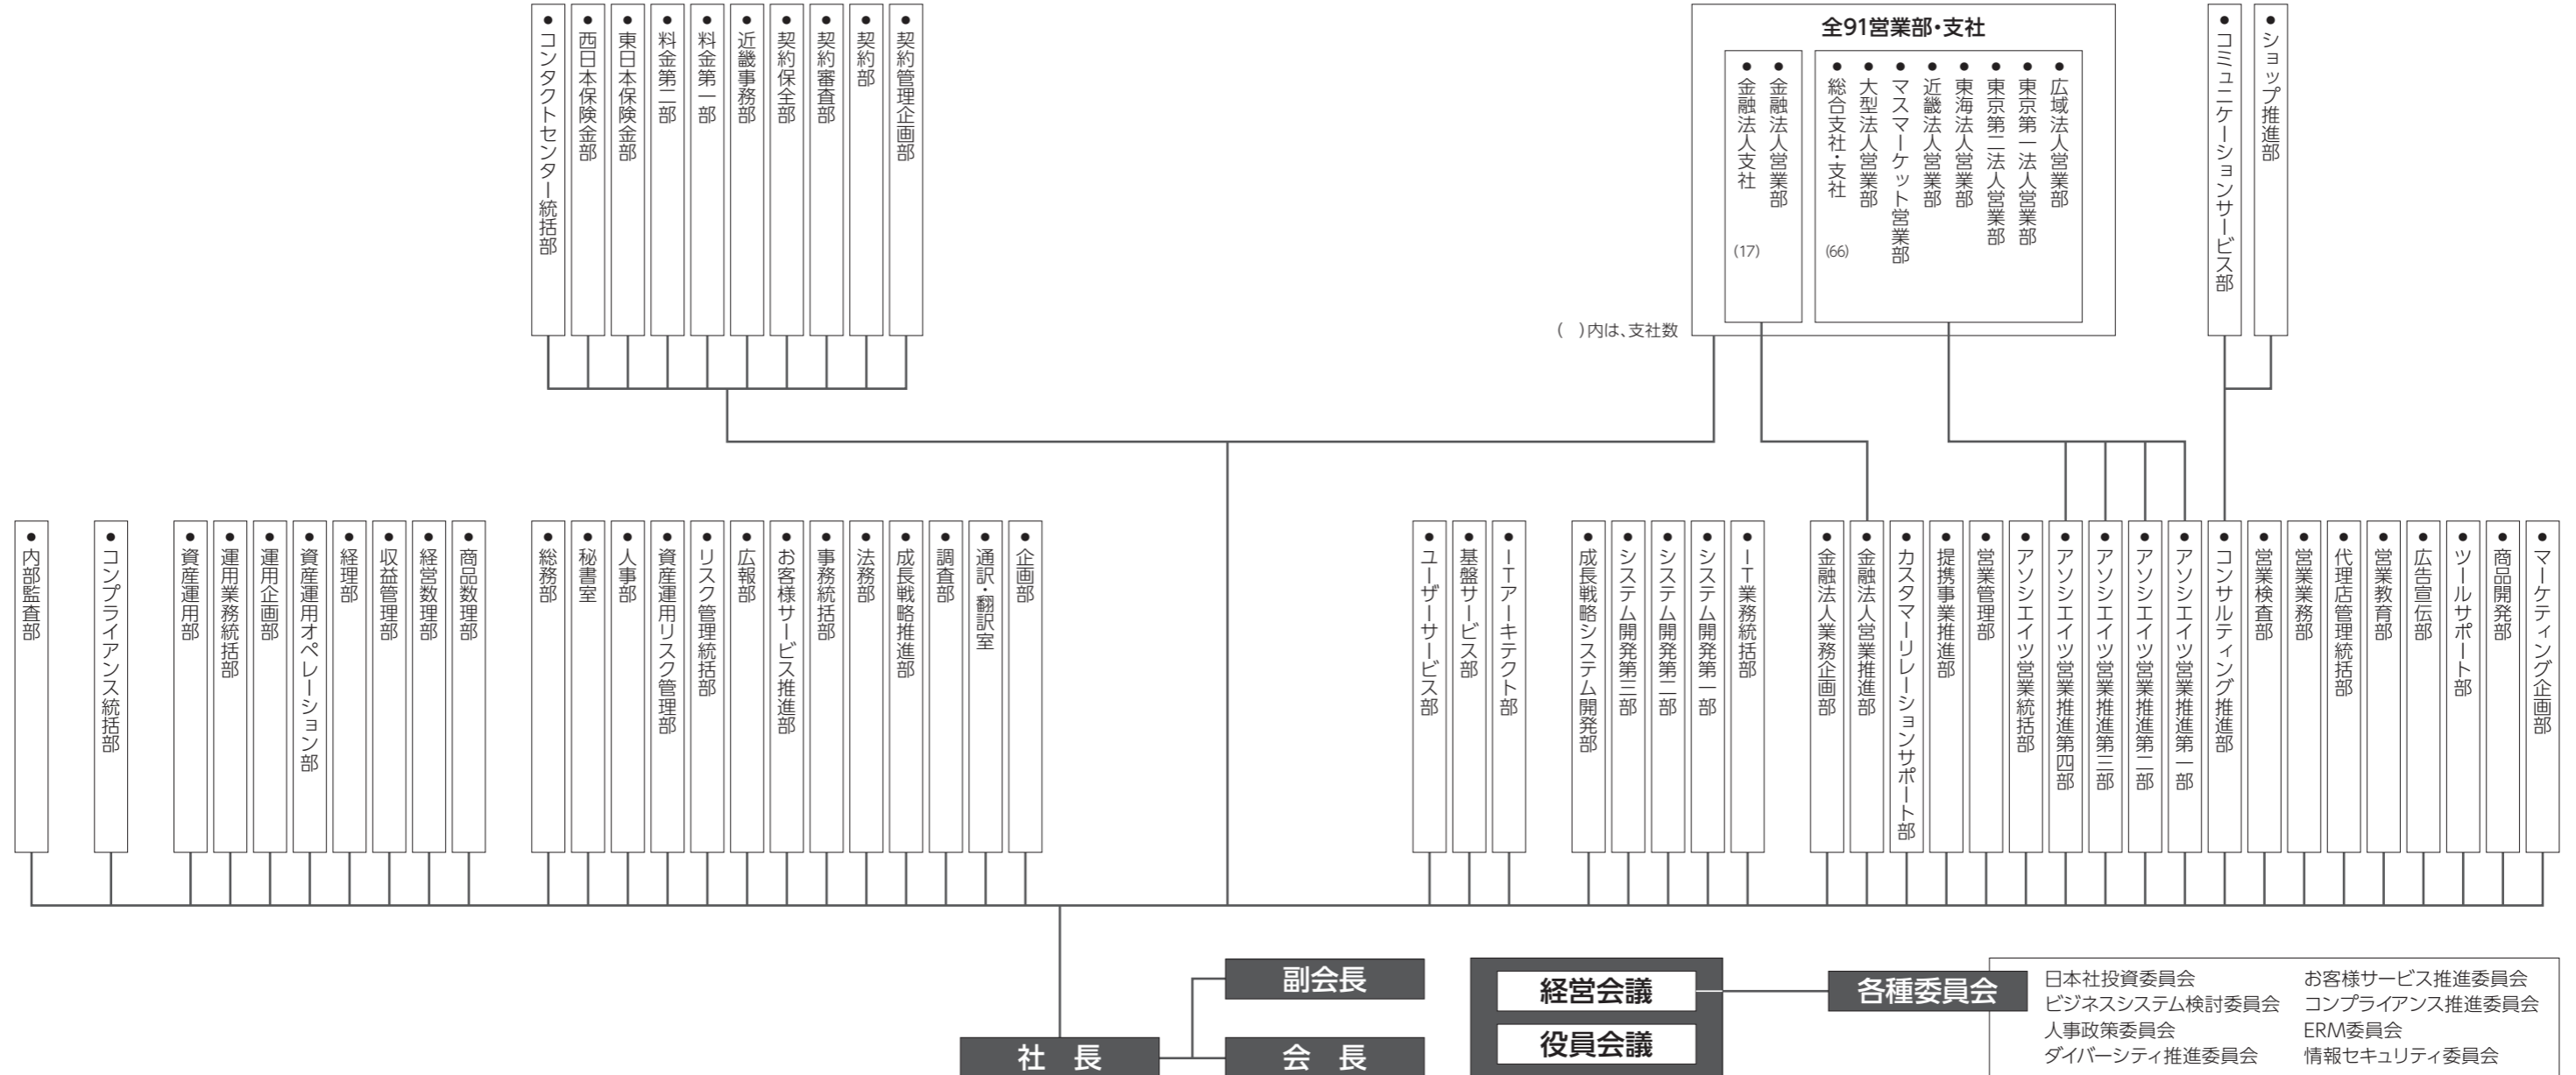 契約管理企画部
契約部
契約審査部
契約保全部
近畿事務部
料金第一部
料金第二部
東日本保険金部
西日本保険金部
コンタクトセンター統括部
全91営業部・支社
広域法人営業部
東京第一法人営業部
東京第二法人営業部
東海法人営業部
近畿法人営業部
マスマーケット営業部
大型法人営業部
総合支社・支社
(66)
金融法人営業部
金融法人支社
(17)
( )内は、支社数
ショップ推進部
コミュニケーションサービス部
マーケティング企画部
商品開発部
ツールサポート部
広告宣伝部
営業教育部
代理店管理統括部
営業業務部
営業検査部
コンサルティング推進部
アソシエイツ営業推進第一部
アソシエイツ営業推進第二部
アソシエイツ営業推進第三部
アソシエイツ営業推進第四部
アソシエイツ営業統括部
営業管理部
提携事業推進部
カスタマーリレーションサポート部
金融法人営業推進部
金融法人業務企画部
IT業務統括部
システム開発第一部
システム開発第二部
システム開発第三部
成長戦略システム開発部
ITアーキテクト部
基盤サービス部
ユーザーサービス部
企画部
通訳・翻訳室
調査部
成長戦略推進部
法務部
事務統括部
お客様サービス推進部
広報部
リスク管理統括部
資産運用リスク管理部
人事部
秘書室
総務部
商品数理部
経営数理部
収益管理部
経理部
資産運用オペレーション部
運用企画部
運用業務統括部
資産運用部
コンプライアンス統括部
内部監査部
副会長
社 長
会 長
経営会議
役員会議
各種委員会
日本社投資委員会
ビジネスシステム検討委員会
人事政策委員会
ダイバーシティ推進委員会
お客様サービス推進委員会
コンプライアンス推進委員会
ERM委員会
情報セキュリティ委員会